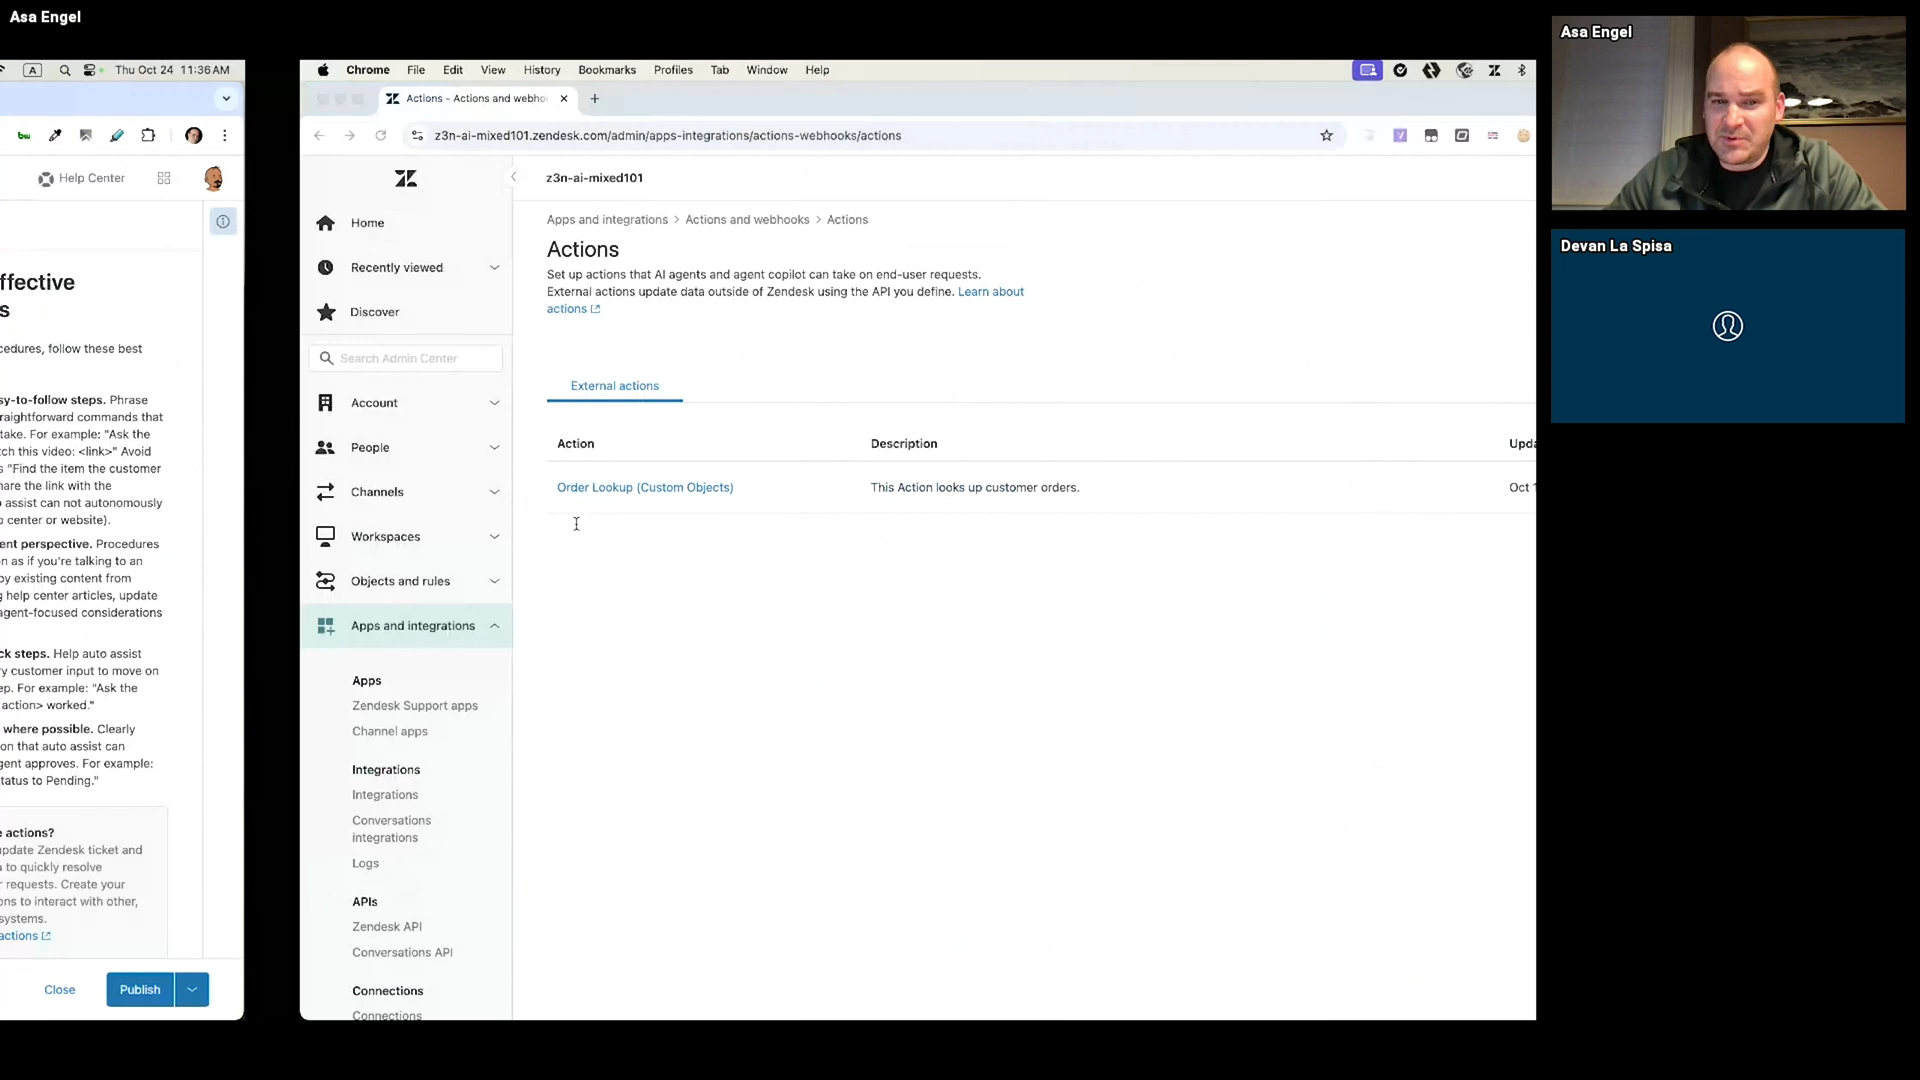 Asa Engel
Thu Oct 24 11:36 AM
A
bw
Help Center
ffective
s
cedures, follow these best
sy-to-follow steps. Phrase
raightforward commands that
take. For example: "Ask the
tch this video: <link>" Avoid
s "Find the item the customer
hare the link with the
o assist can not autonomously
p center or website).
ent perspective. Procedures
n as if you're talking to an
py existing content from
g help center articles, update
agent-focused considerations
ck steps. Help auto assist
ry customer input to move on
ep. For example: "Ask the
action> worked."
where possible. Clearly
on that auto assist can
gent approves. For example:
tatus to Pending."
e actions?
update Zendesk ticket and
a to quickly resolve
r requests. Create your
ons to interact with other,
systems.
actions
Close
Publish
Chrome File Edit View History Bookmarks Profiles Tab Window Help
Actions - Actions and webho
z3n-ai-mixed101.zendesk.com/admin/apps-integrations/actions-webhooks/actions
Home
Recently viewed
Discover
Search Admin Center
Account
People
Channels
Workspaces
Objects and rules
Apps and integrations
Apps
Zendesk Support apps
Channel apps
Integrations
Integrations
Conversations
integrations
Logs
APIs
Zendesk API
Conversations API
Connections
Connections
z3n-ai-mixed101
Apps and integrations > Actions and webhooks > Actions
Actions
Set up actions that AI agents and agent copilot can take on end-user requests.
External actions update data outside of Zendesk using the API you define. Learn about
actions
External actions
Action Description Upda
Order Lookup (Custom Objects) This Action looks up customer orders. Oct 1
Asa Engel
Devan La Spisa